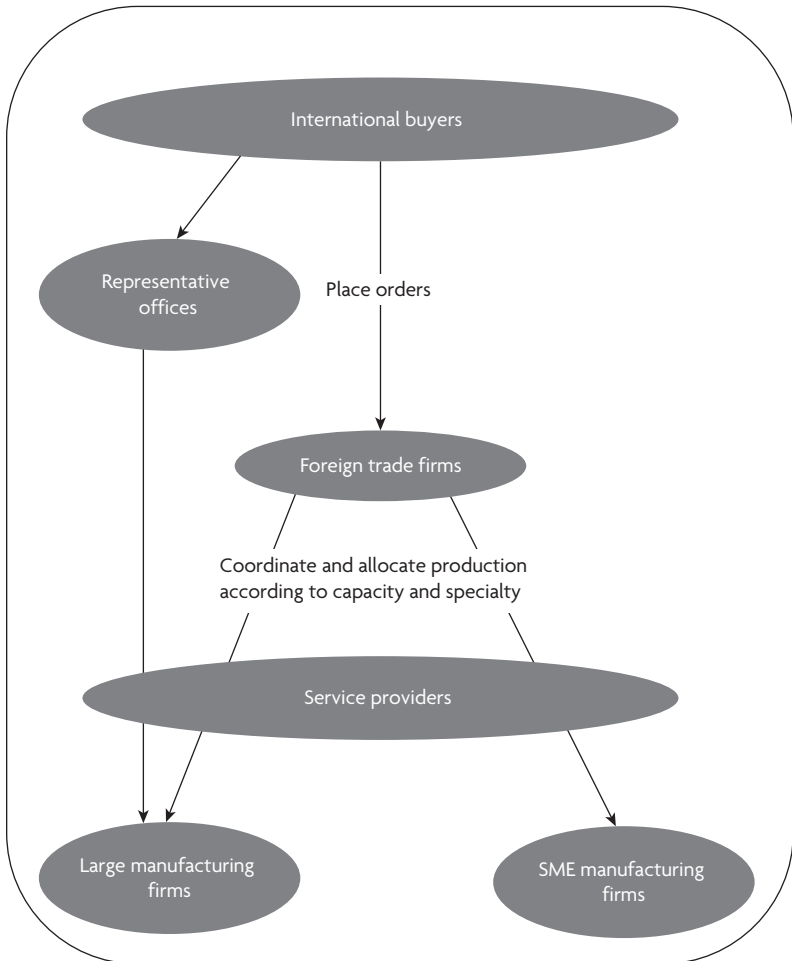 International buyers
Representative
offices
Place orders
Foreign trade firms
Coordinate and allocate production
according to capacity and specialty
Service providers
Large manufacturing
firms
SME manufacturing
firms